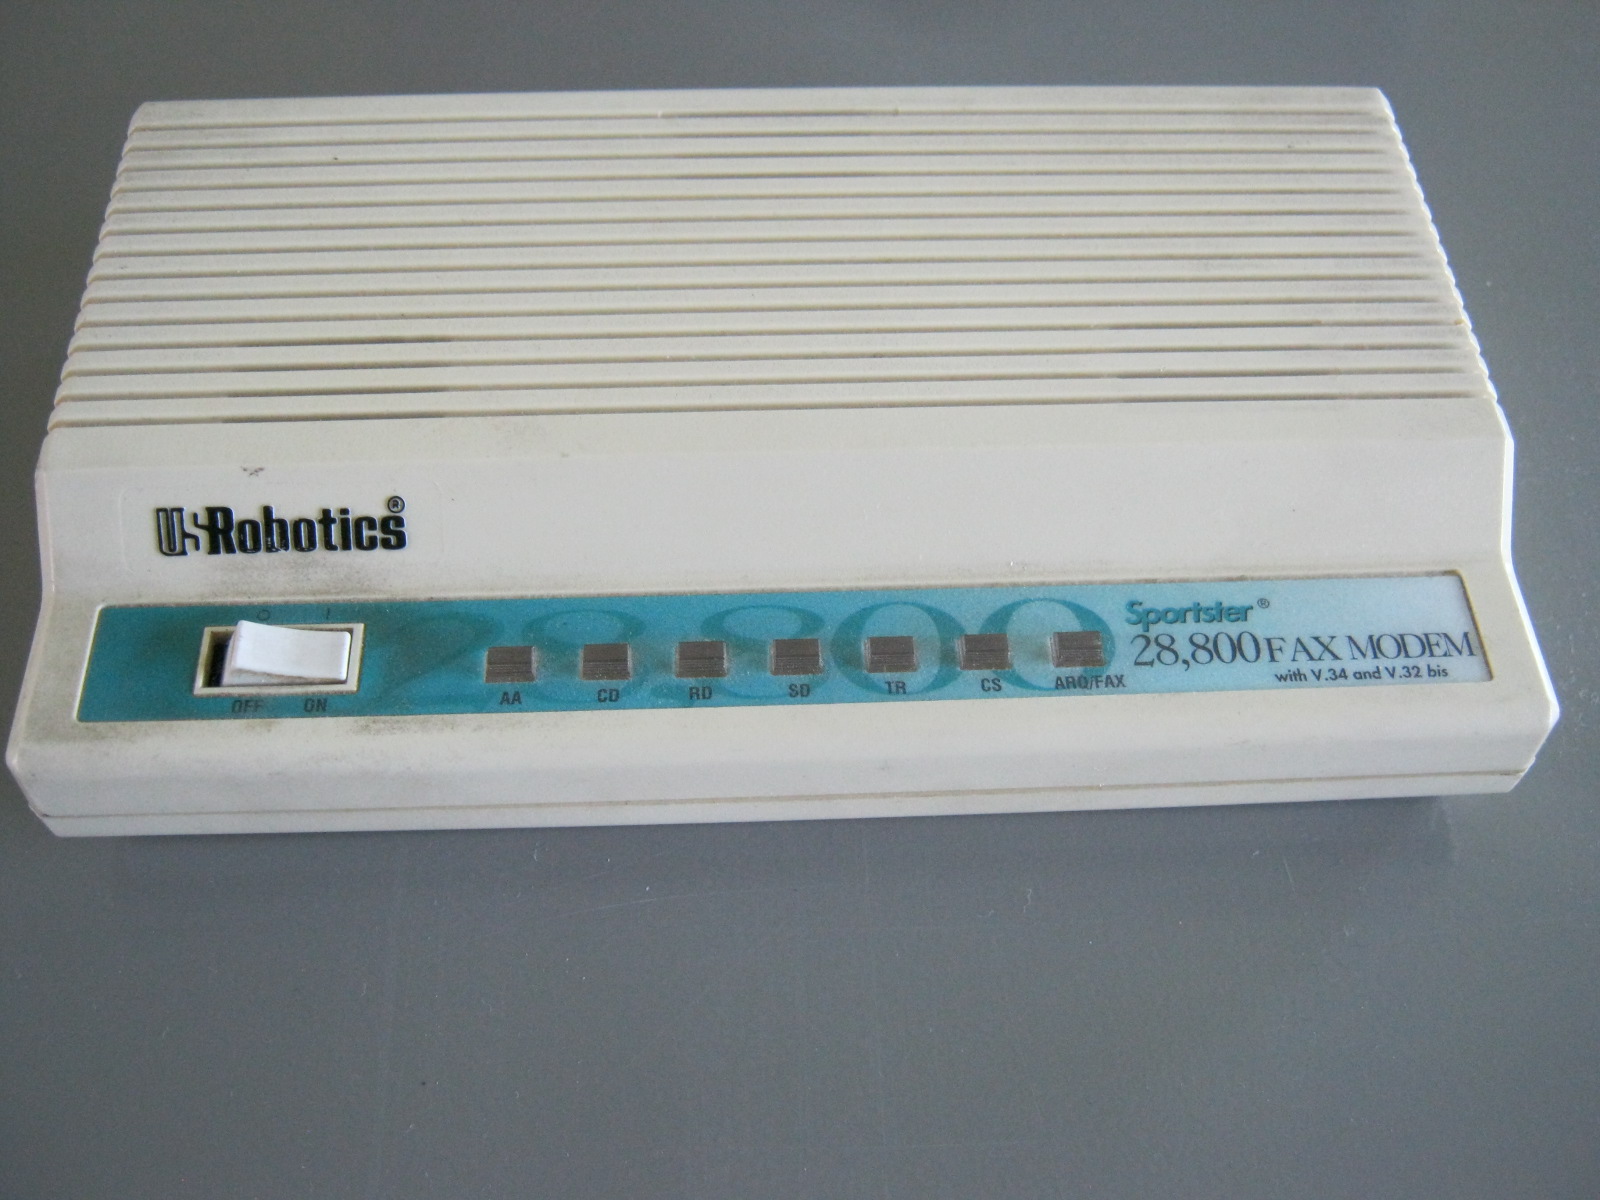 USRobotics®
28,800
O I
OFF ON
AA CD RD SD TR CS ARQ/FAX
Sportster®
28,800 FAX MODEM
with V.34 and V.32 bis